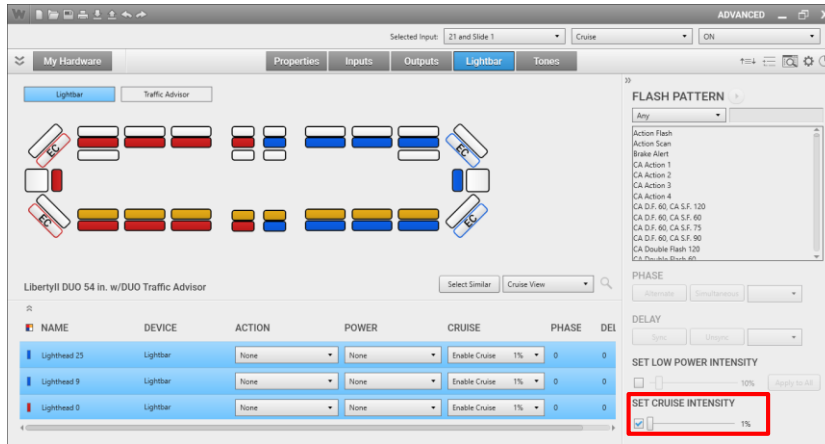 ADVANCED
Selected Input: 21 and Slide 1 Cruise ON
My Hardware Properties Inputs Outputs Lightbar Tones
Lightbar Traffic Advisor
EC EC
EC EC
LibertyII DUO 54 in. w/DUO Traffic Advisor
Select Similar Cruise View
NAME DEVICE ACTION POWER CRUISE PHASE DEL
Lighthead 25 Lightbar None None Enable Cruise 1% 0 0
Lighthead 9 Lightbar None None Enable Cruise 1% 0 0
Lighthead 0 Lightbar None None Enable Cruise 1% 0 0
FLASH PATTERN
Any
Action Flash
Action Scan
Brake Alert
CA Action 1
CA Action 2
CA Action 3
CA Action 4
CA D.F. 60, CA S.F. 120
CA D.F. 60, CA S.F. 60
CA D.F. 60, CA S.F. 75
CA D.F. 60, CA S.F. 90
CA Double Flash 120
CA Double Flash 60
PHASE
Alternate Simultaneous
DELAY
Sync Unsync
SET LOW POWER INTENSITY
10% Apply to All
SET CRUISE INTENSITY
1%